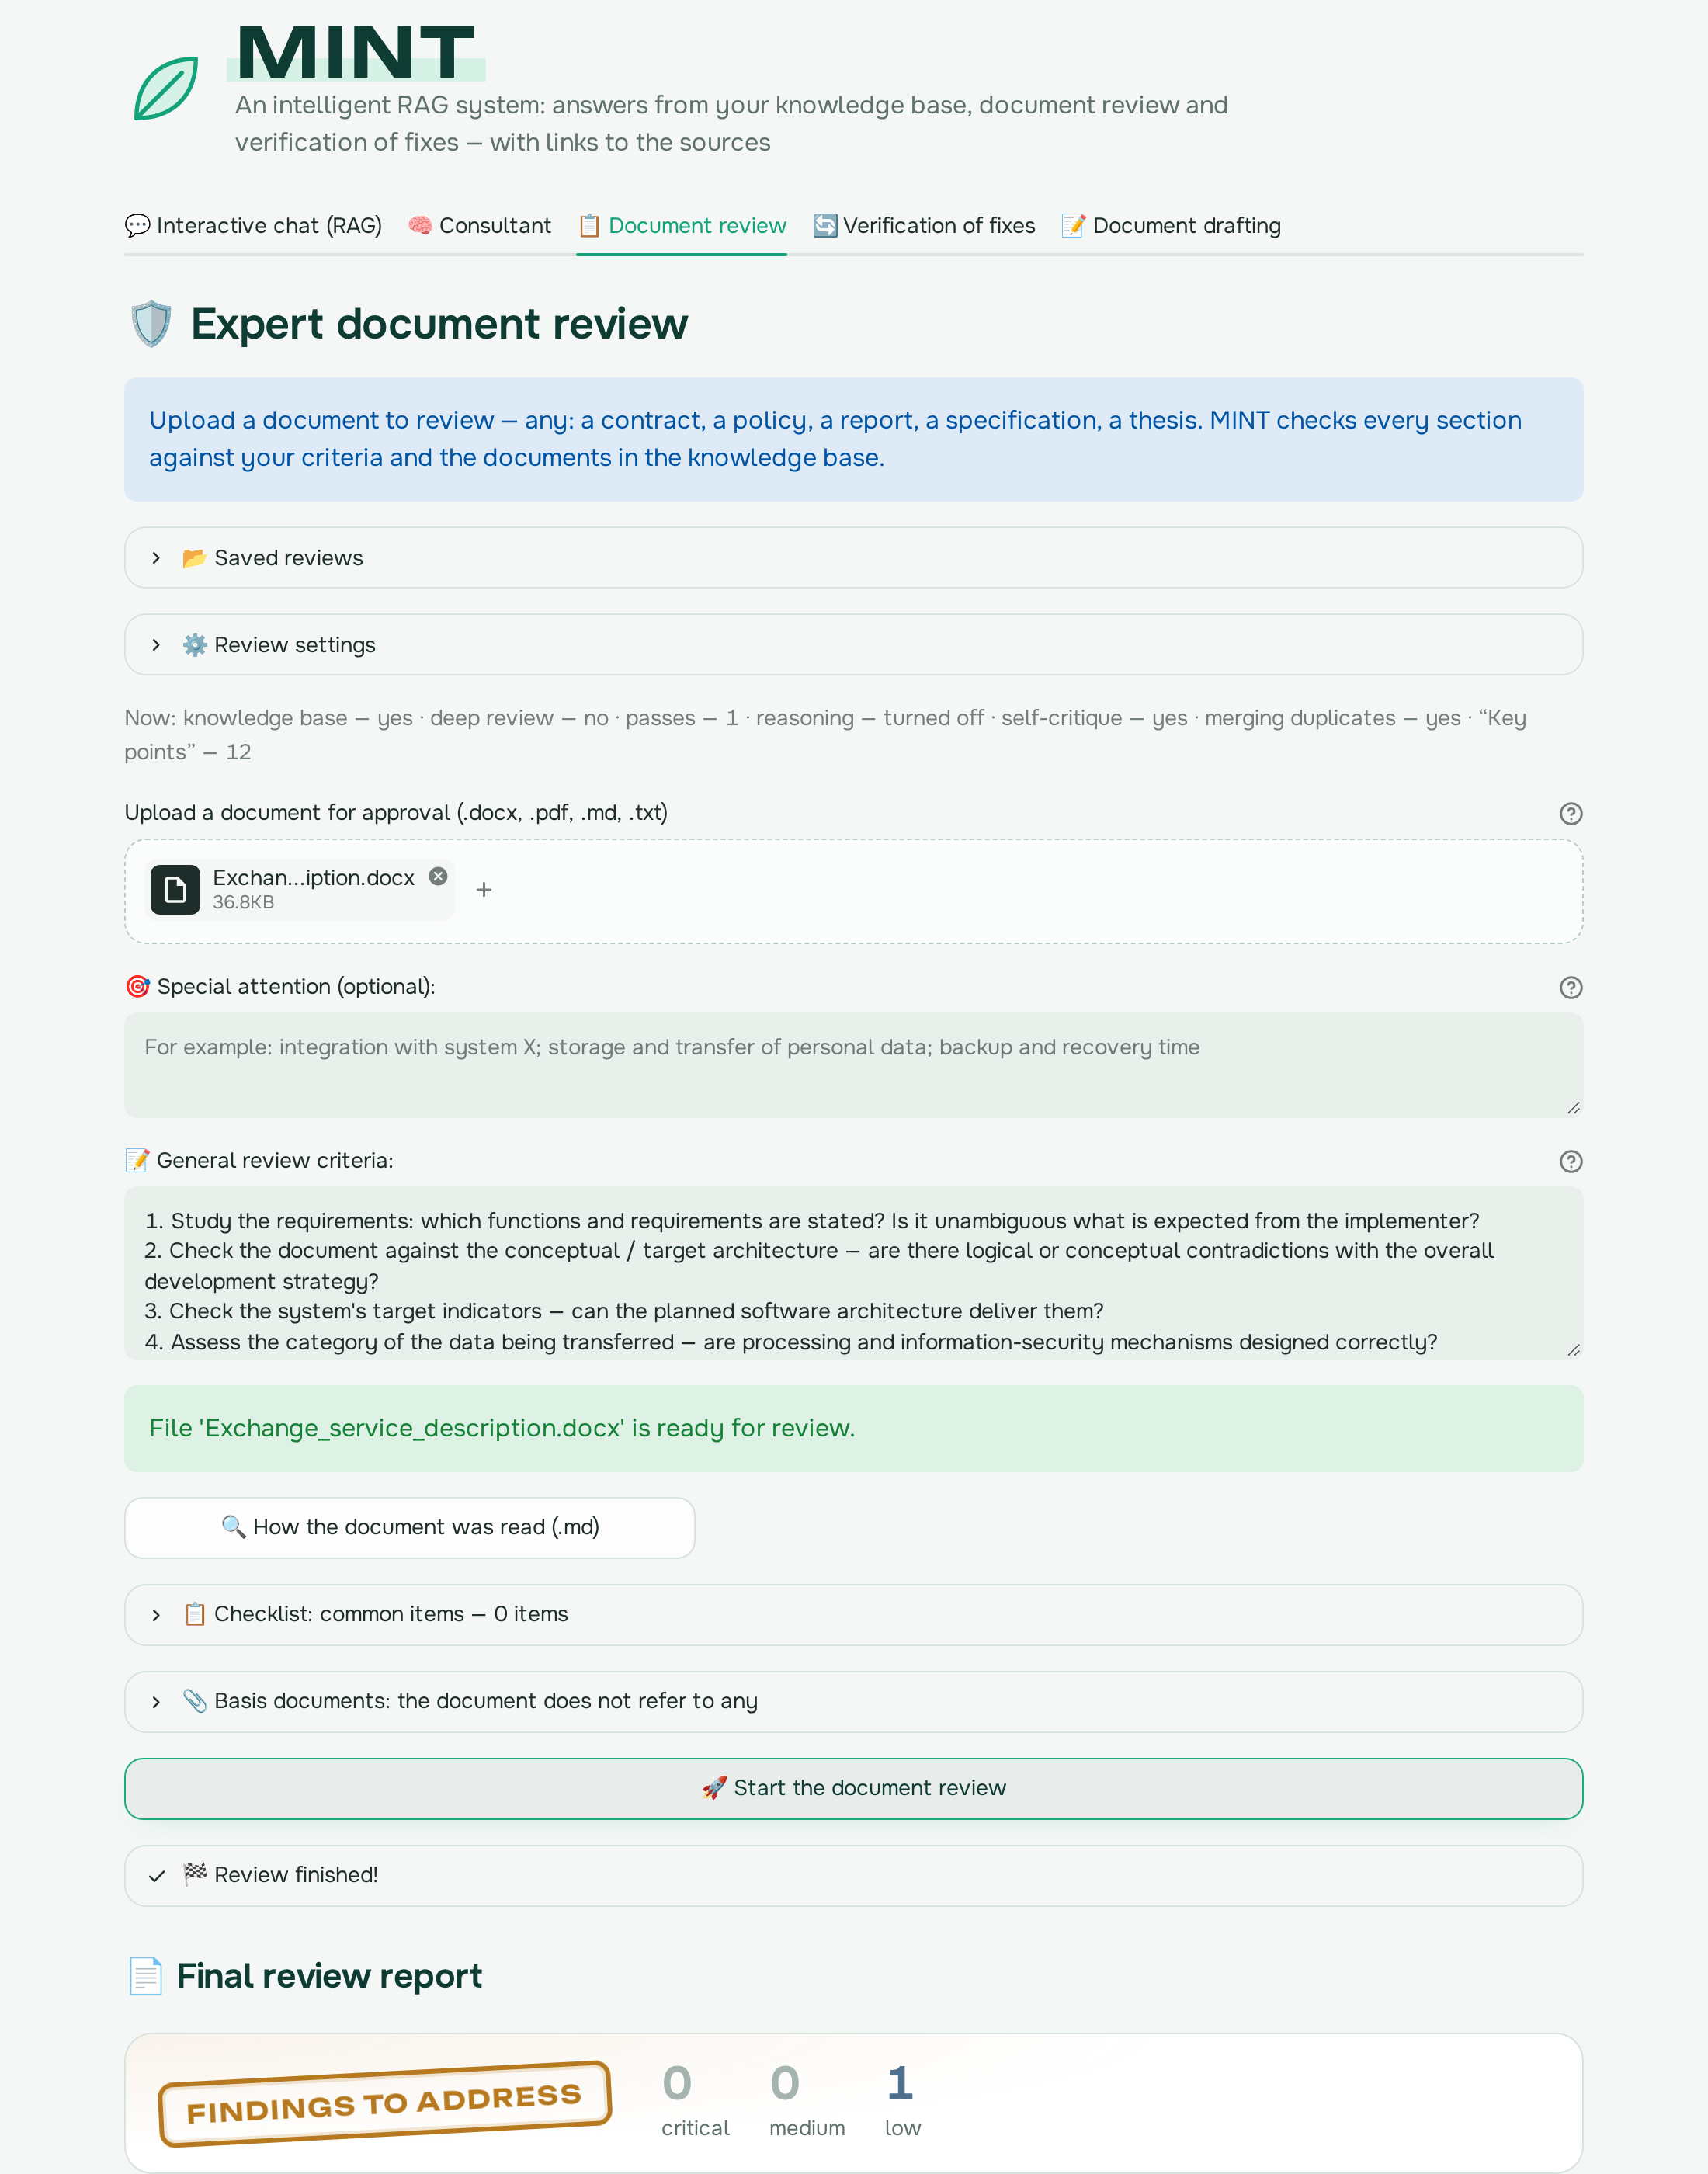 MINT
An intelligent RAG system: answers from your knowledge base, document review and
verification of fixes — with links to the sources
💬 Interactive chat (RAG) 🧠 Consultant 📋 Document review 🔄 Verification of fixes 📝 Document drafting
🛡️ Expert document review
Upload a document to review — any: a contract, a policy, a report, a specification, a thesis. MINT checks every section
against your criteria and the documents in the knowledge base.
📂 Saved reviews
⚙️ Review settings
Now: knowledge base — yes · deep review — no · passes — 1 · reasoning — turned off · self-critique — yes · merging duplicates — yes · “Key
points” — 12
Upload a document for approval (.docx, .pdf, .md, .txt)
Exchan...iption.docx
36.8KB
🎯 Special attention (optional):
For example: integration with system X; storage and transfer of personal data; backup and recovery time
📝 General review criteria:
1. Study the requirements: which functions and requirements are stated? Is it unambiguous what is expected from the implementer?
2. Check the document against the conceptual / target architecture — are there logical or conceptual contradictions with the overall
development strategy?
3. Check the system's target indicators — can the planned software architecture deliver them?
4. Assess the category of the data being transferred — are processing and information-security mechanisms designed correctly?
File 'Exchange_service_description.docx' is ready for review.
🔍 How the document was read (.md)
📋 Checklist: common items — 0 items
📎 Basis documents: the document does not refer to any
🚀 Start the document review
🏁 Review finished!
📄 Final review report
FINDINGS TO ADDRESS
0 0 1
critical medium low